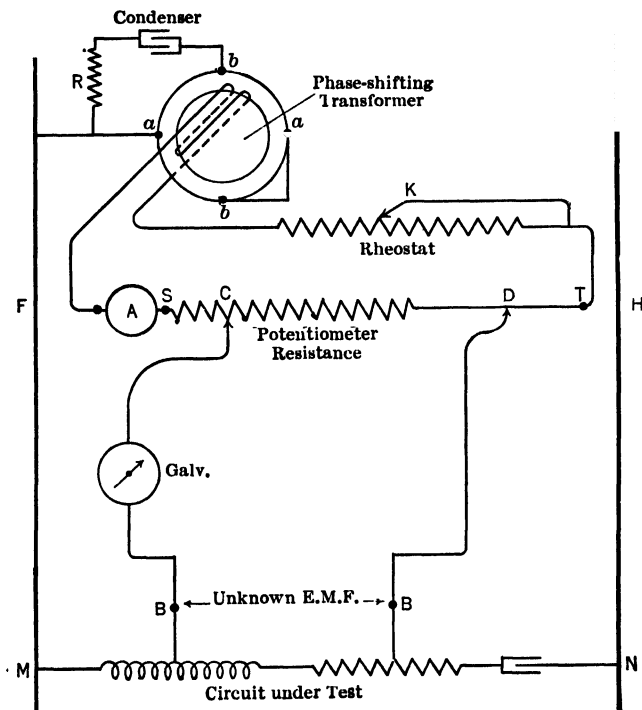 Condenser
b
R
Phase-shifting
Transformer
a
a
b
K
Rheostat
F
A
S
C
D
T
H
Potentiometer
Resistance
Galv.
B
Unknown E.M.F.
B
M
N
Circuit under Test